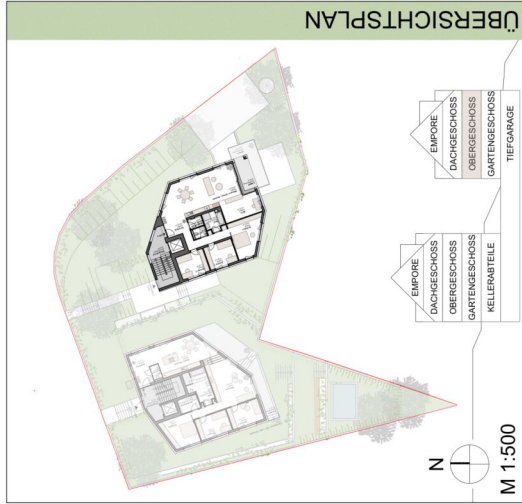 ÜBERSICHTSPLAN
EMPORE
DACHGESCHOSS
OBERGESCHOSS
GARTENGESCHOSS
TIEFGARAGE
EMPORE
DACHGESCHOSS
OBERGESCHOSS
GARTENGESCHOSS
KELLERABTEILE
N
M 1:500